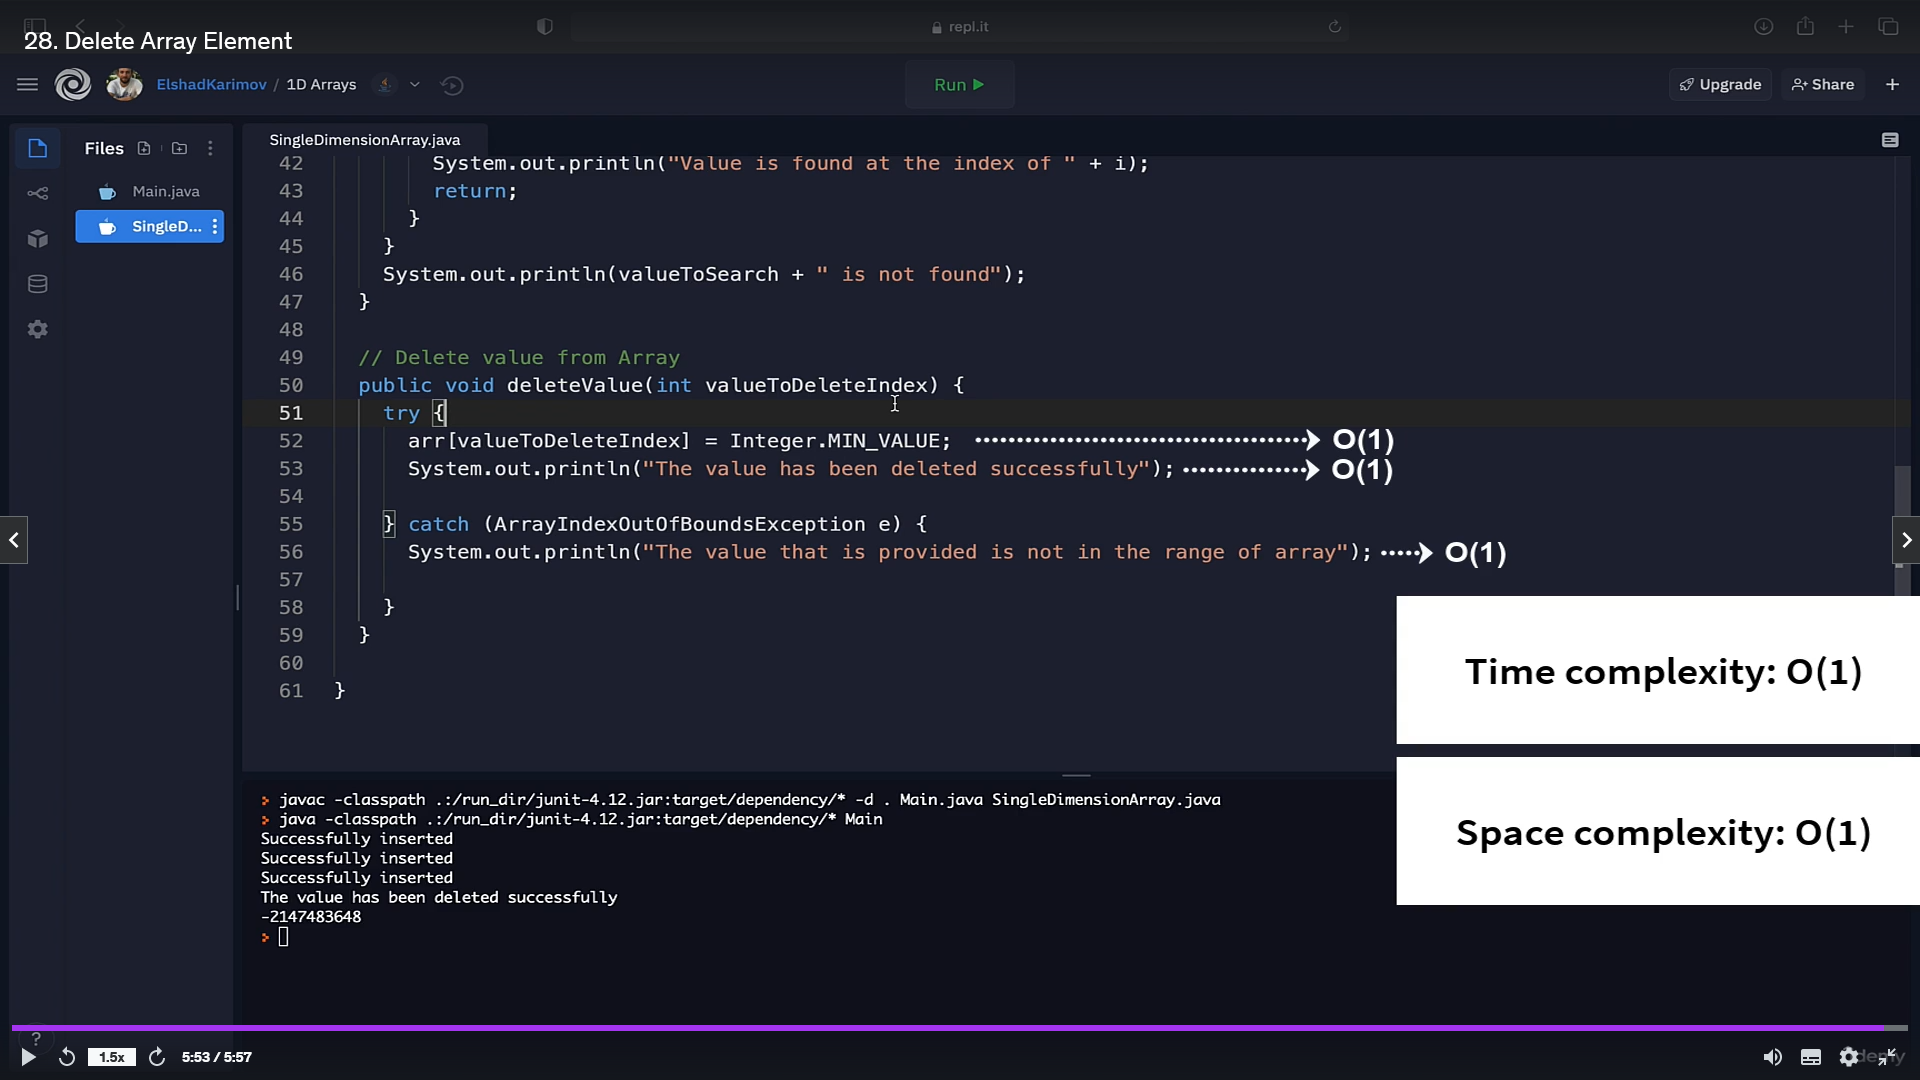 28. Delete Array Element
repl.it
ElshadKarimov / 1D Arrays
Run
Upgrade
Share
Files
SingleDimensionArray.java
Main.java
SingleD...
42 System.out.println("Value is found at the index of " + i);
43 return;
44 }
45 }
46 System.out.println(valueToSearch + " is not found");
47 }
48
49 // Delete value from Array
50 public void deleteValue(int valueToDeleteIndex) {
51 try {
52 arr[valueToDeleteIndex] = Integer.MIN_VALUE; O(1)
53 System.out.println("The value has been deleted successfully"); O(1)
54
55 } catch (ArrayIndexOutOfBoundsException e) {
56 System.out.println("The value that is provided is not in the range of array"); O(1)
57
58 }
59 }
60
61 }
Time complexity: O(1)
Space complexity: O(1)
> javac -classpath .:/run_dir/junit-4.12.jar:target/dependency/* -d . Main.java SingleDimensionArray.java
> java -classpath .:/run_dir/junit-4.12.jar:target/dependency/* Main
Successfully inserted
Successfully inserted
Successfully inserted
The value has been deleted successfully
-2147483648
>
?
1.5x
5:53 / 5:57